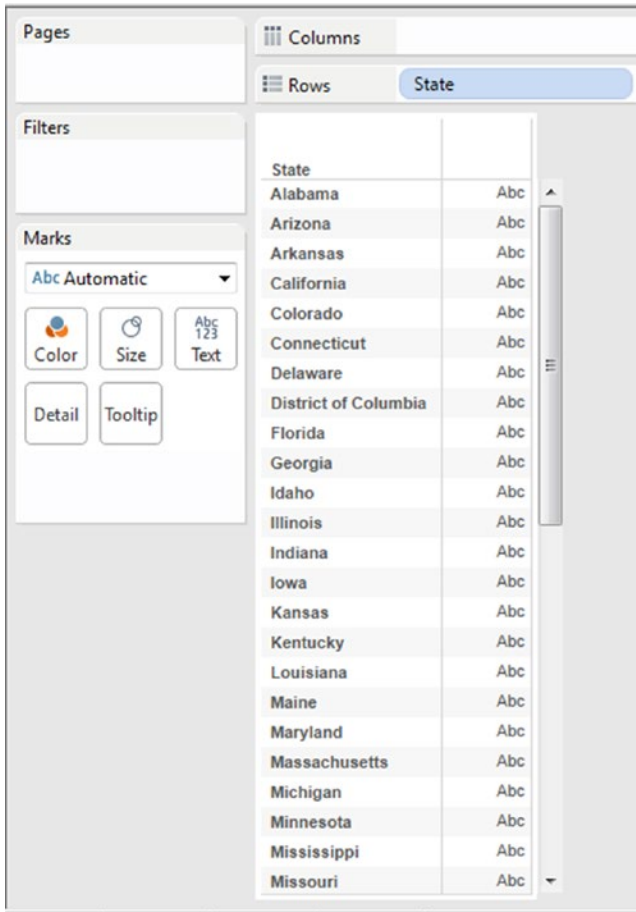 Pages
Columns
Rows State
Filters
Marks
Abc Automatic
Color Size Abc 123 Text
Detail Tooltip
State
Alabama Abc
Arizona Abc
Arkansas Abc
California Abc
Colorado Abc
Connecticut Abc
Delaware Abc
District of Columbia Abc
Florida Abc
Georgia Abc
Idaho Abc
Illinois Abc
Indiana Abc
Iowa Abc
Kansas Abc
Kentucky Abc
Louisiana Abc
Maine Abc
Maryland Abc
Massachusetts Abc
Michigan Abc
Minnesota Abc
Mississippi Abc
Missouri Abc